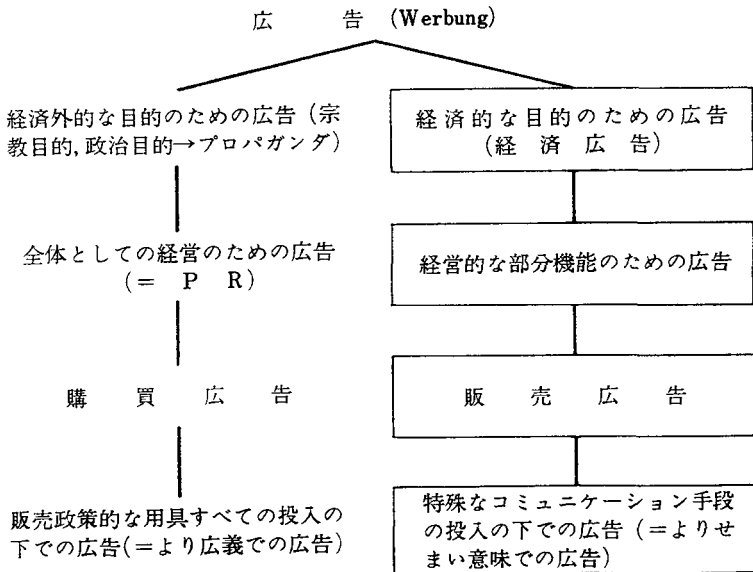 広告 (Werbung)
経済外的な目的のための広告（宗
教目的,政治目的→プロパガンダ）
経済的な目的のための広告
（経済広告）
全体としての経営のための広告
（＝ＰＲ）
経営的な部分機能のための広告
購買広告
販売広告
販売政策的な用具すべての投入の
下での広告（＝より広義での広告）
特殊なコミュニケーション手段
の投入の下での広告（＝よりせ
まい意味での広告）